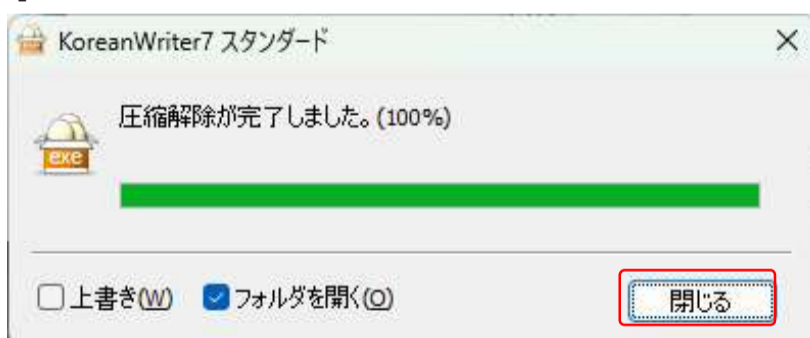 KoreanWriter7 スタンダード
圧縮解除が完了しました。(100%)
exe
上書き(W) フォルダを開く(O) 閉じる